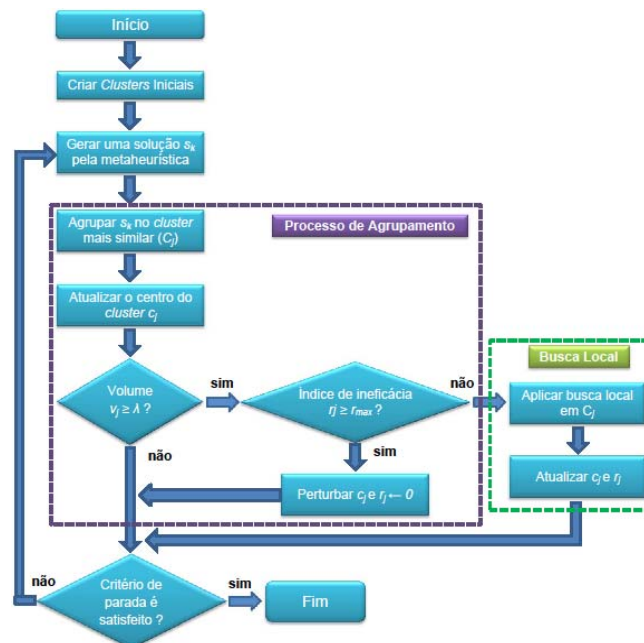 Início
Criar Clusters Iniciais
Gerar uma solução sₖ
pela metaheurística
Processo de Agrupamento
Agrupar sₖ no cluster
mais similar (Cⱼ)
Atualizar o centro do
cluster cⱼ
Volume
vⱼ ≥ λ ?
sim
não
Índice de ineficácia
rj ≥ rₘₐₓ ?
não
sim
Perturbar cⱼ e rⱼ ← 0
Busca Local
Aplicar busca local
em Cⱼ
Atualizar cⱼ e rⱼ
Critério de
parada é
satisfeito ?
não
sim
Fim